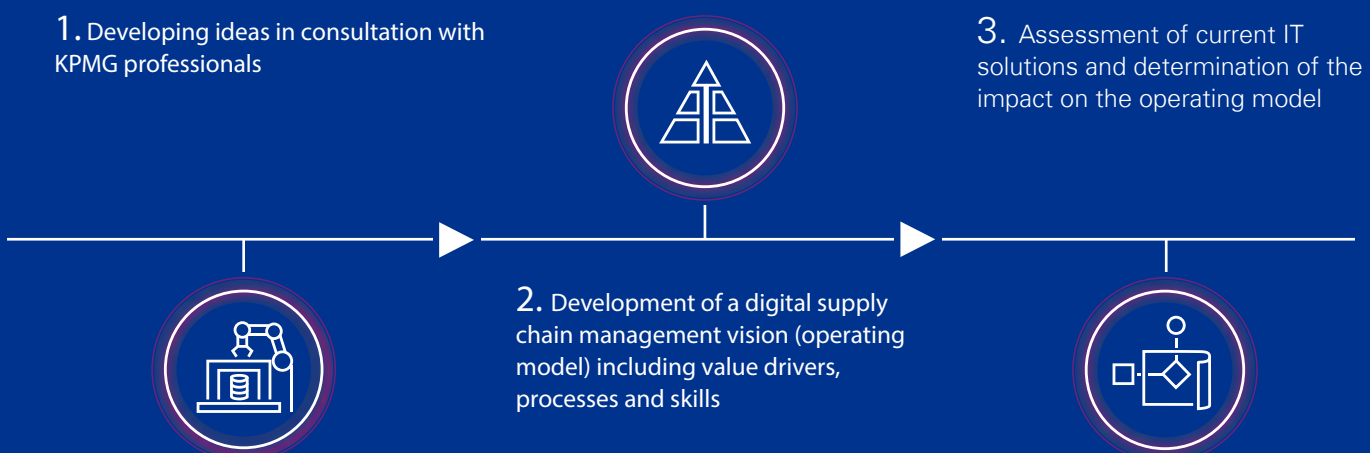 1. Developing ideas in consultation with
KPMG professionals
2. Development of a digital supply
chain management vision (operating
model) including value drivers,
processes and skills
3. Assessment of current IT
solutions and determination of the
impact on the operating model